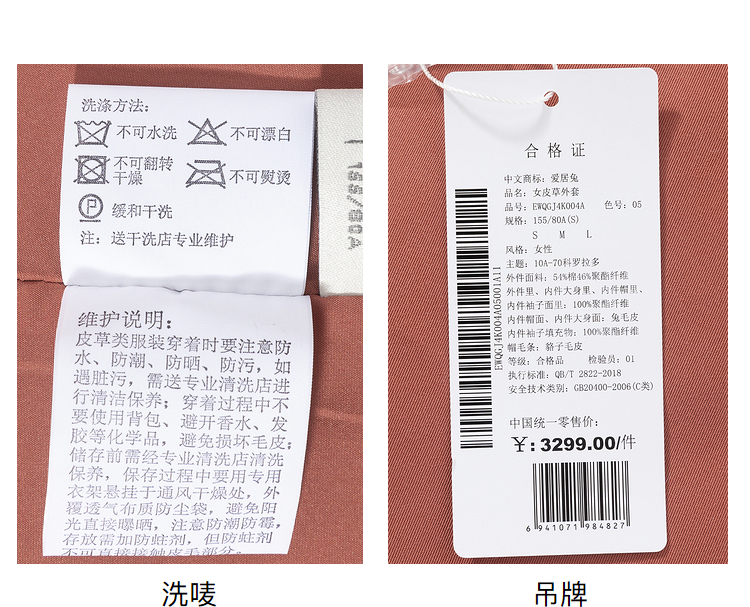 洗涤方法:
不可水洗
不可漂白
不可翻转
干燥
不可熨烫
P
缓和干洗
注: 送干洗店专业维护
155/80A
维护说明:
皮草类服装穿着时要注意防
水、防潮、防晒、防污，如
遇脏污，需送专业清洗店进
行清洁保养；穿着过程中不
要使用背包、避开香水、发
胶等化学品，避免损坏毛皮;
储存前需经专业清洗店清洗
保养，保存过程中要用专用
衣架悬挂于通风干燥处，外
覆透气布质防尘袋，避免阳
光直接曝晒，注意防潮防霉，
存放需加防蛀剂，但防蛀剂
不可直接接触皮毛部分。
洗唛
合格证
中文商标: 爱居兔
品名: 女皮草外套
品号: EWQGJ4K004A 色号: 05
规格: 155/80A(S)
S M L
风格: 女性
主题: 10A-70科罗拉多
外件面料: 54%棉46%聚酯纤维
外件里、内件大身里、内件帽里、
内件袖子面里: 100%聚酯纤维
内件帽面、内件大身面: 兔毛皮
内件袖子填充物: 100%聚酯纤维
帽毛条: 貉子毛皮
等级: 合格品 检验员: 01
执行标准: QB/T 2822-2018
安全技术类别: GB20400-2006(C类)
EWQGJ4K004A05001A11
中国统一零售价:
¥: 3299.00/件
6 941071 984827
吊牌